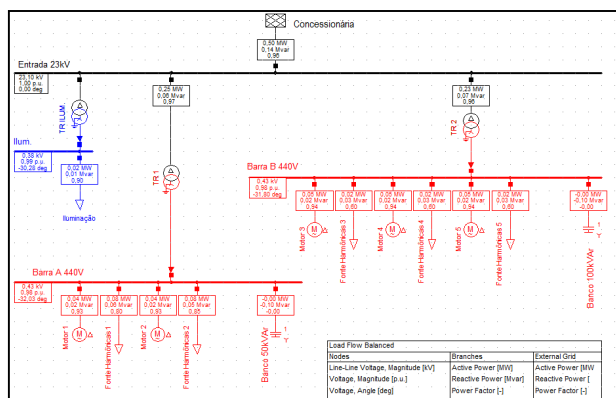 Concessionária
0,50 MW
0,14 Mvar
0,96
Entrada 23kV
23,10 kV
1,00 p.u.
0,00 deg
0,25 MW
0,06 Mvar
0,97
0,23 MW
0,07 Mvar
0,96
TR ILUM.
TR 1
TR 2
Ilum.
0,38 kV
0,99 p.u.
-30,28 deg
0,02 MW
0,01 Mvar
0,90
Iluminação
Barra B 440V
0,43 kV
0,98 p.u.
-31,80 deg
0,05 MW
0,02 Mvar
0,94
0,02 MW
0,03 Mvar
0,60
0,05 MW
0,02 Mvar
0,94
0,02 MW
0,03 Mvar
0,60
0,05 MW
0,02 Mvar
0,94
0,02 MW
0,03 Mvar
0,60
-0,00 MW
-0,10 Mvar
-0,00
Motor 3
Fonte Harmônicas 3
Motor 4
Fonte Harmônicas 4
Motor 5
Fonte Harmônicas 5
Banco 100kVAr
Barra A 440V
0,43 kV
0,98 p.u.
-32,03 deg
0,04 MW
0,02 Mvar
0,93
0,08 MW
0,06 Mvar
0,80
0,04 MW
0,02 Mvar
0,93
0,08 MW
0,05 Mvar
0,85
-0,00 MW
-0,10 Mvar
-0,00
Motor 1
Fonte Harmônicas 1
Motor 2
Fonte Harmônicas 2
Banco 50kVAr
Load Flow Balanced
Nodes Branches External Grid
Line-Line Voltage, Magnitude [kV] Active Power [MW Active Power [MW
Voltage, Magnitude [p.u.] Reactive Power [Mvar] Reactive Power [
Voltage, Angle [deg] Power Factor [-] Power Factor [-]